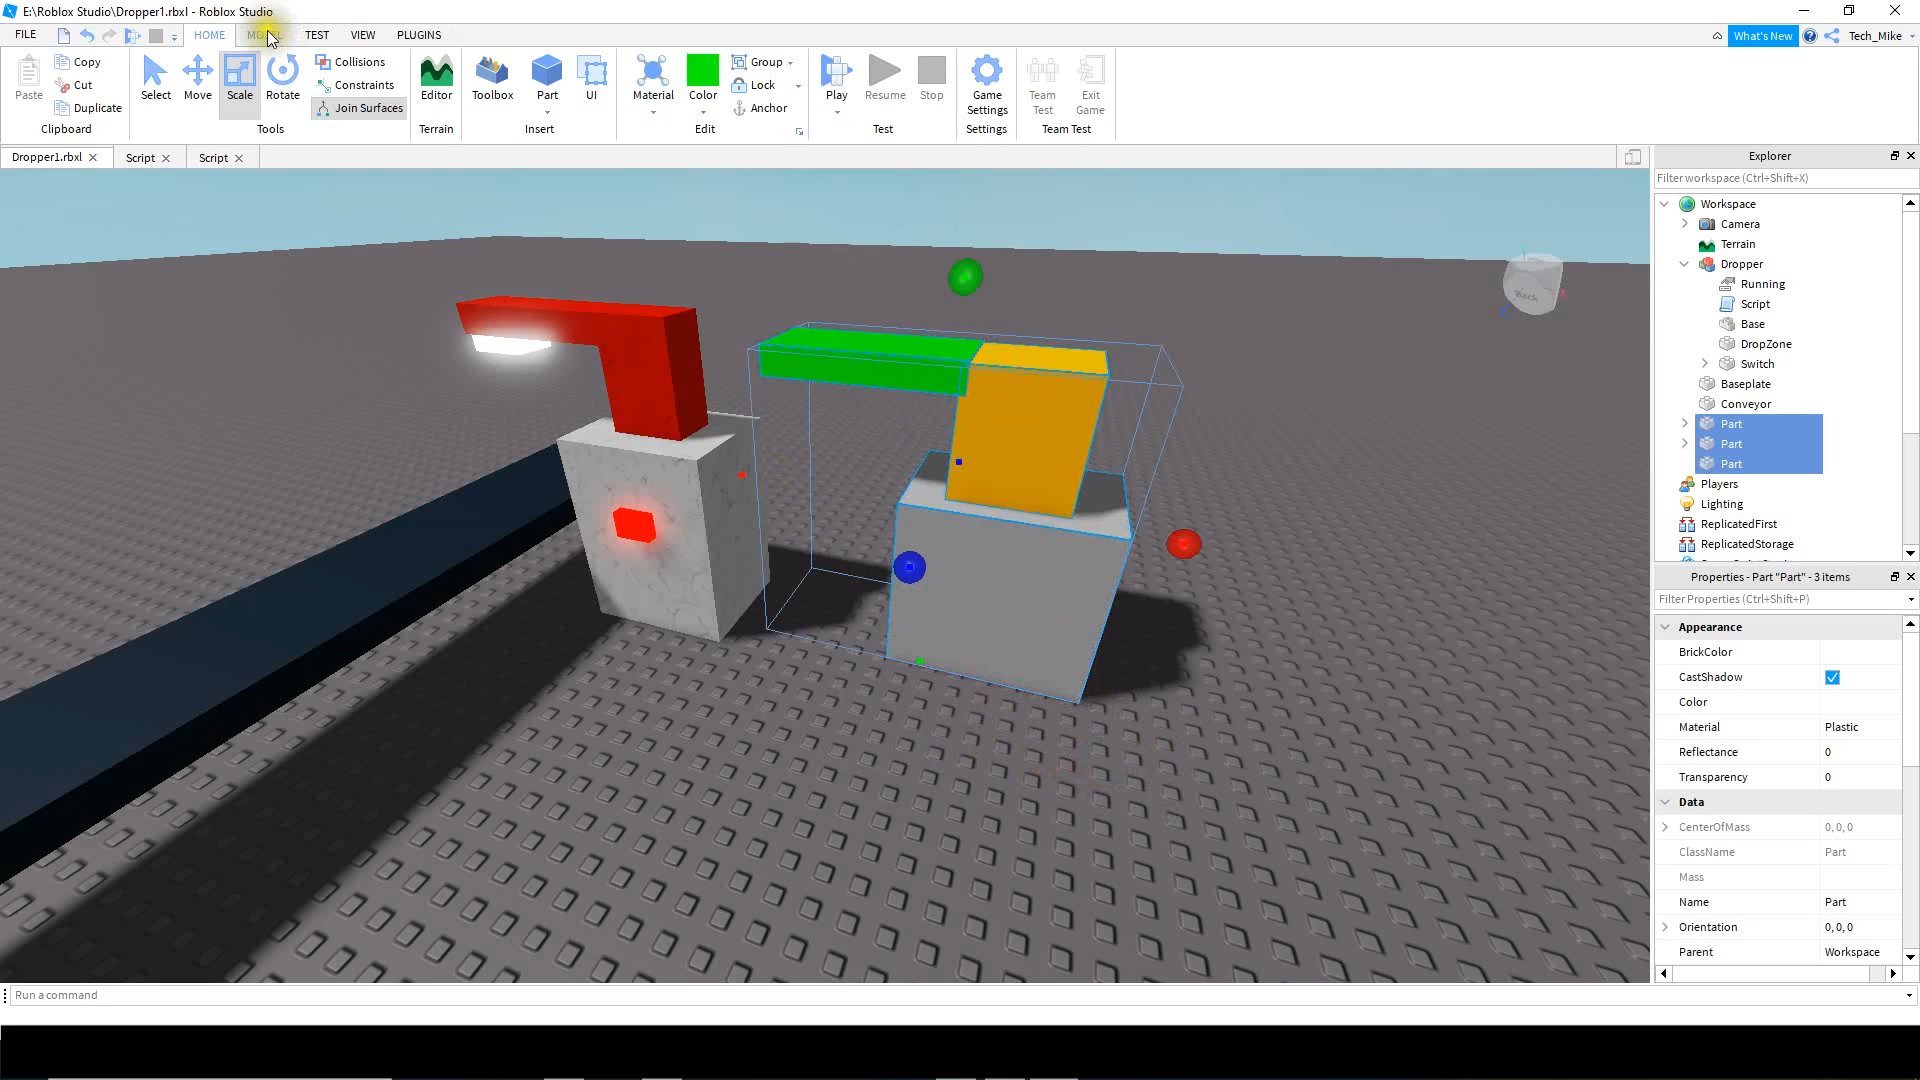 E:\Roblox Studio\Dropper1.rbxl - Roblox Studio
FILE HOME MODEL TEST VIEW PLUGINS What's New Tech_Mike
Paste Copy Cut Duplicate Clipboard
Select Move Scale Rotate Collisions Constraints Join Surfaces Tools
Editor Terrain
Toolbox Part UI Insert
Material Color Group Lock Anchor Edit
Play Resume Stop Test
Game Settings Settings
Team Test Exit Game Team Test
Dropper1.rbxl Script Script
Explorer
Filter workspace (Ctrl+Shift+X)
Workspace
Camera
Terrain
Dropper
Running
Script
Base
DropZone
Switch
Baseplate
Conveyor
Part
Part
Part
Players
Lighting
ReplicatedFirst
ReplicatedStorage
Back
Properties - Part "Part" - 3 items
Filter Properties (Ctrl+Shift+P)
Appearance
BrickColor
CastShadow
Color
Material Plastic
Reflectance 0
Transparency 0
Data
CenterOfMass 0, 0, 0
ClassName Part
Mass
Name Part
Orientation 0, 0, 0
Parent Workspace
Run a command